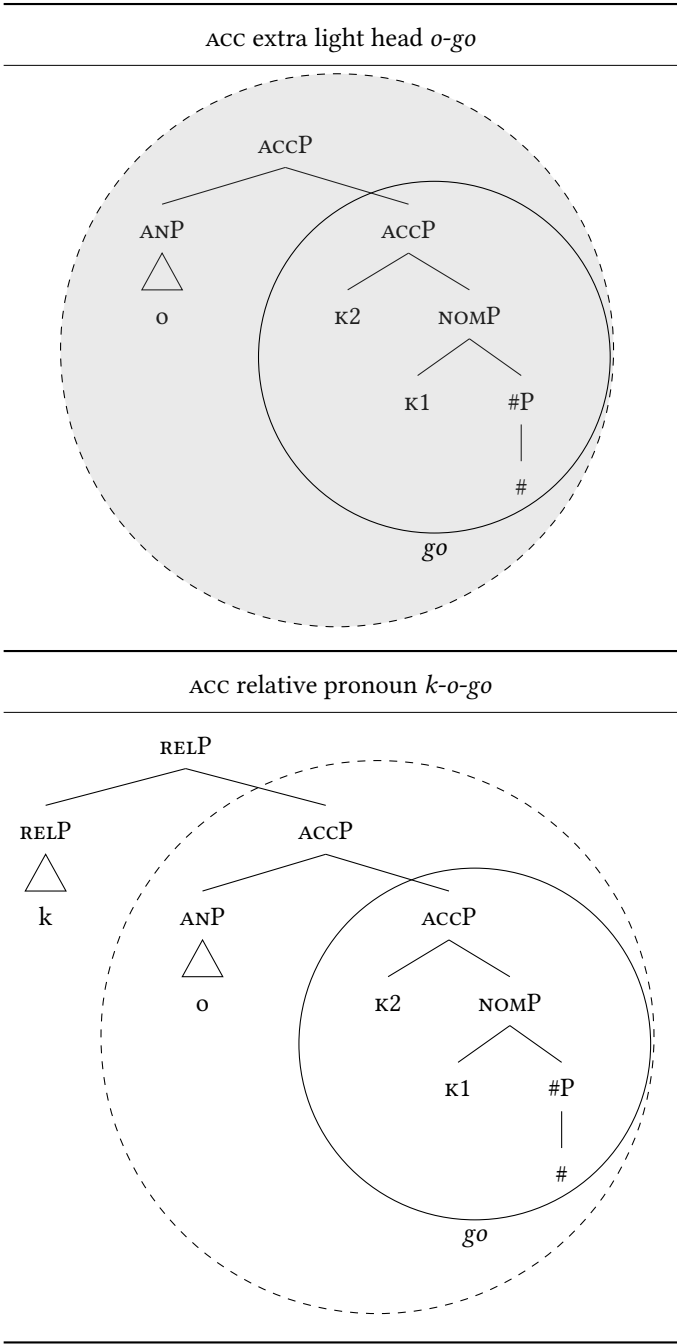 ACC extra light head o-go
ACCP
ANP ACCP
o K2 NOMP
K1 #P
#
go
ACC relative pronoun k-o-go
RELP
RELP ACCP
k ANP ACCP
o K2 NOMP
K1 #P
#
go